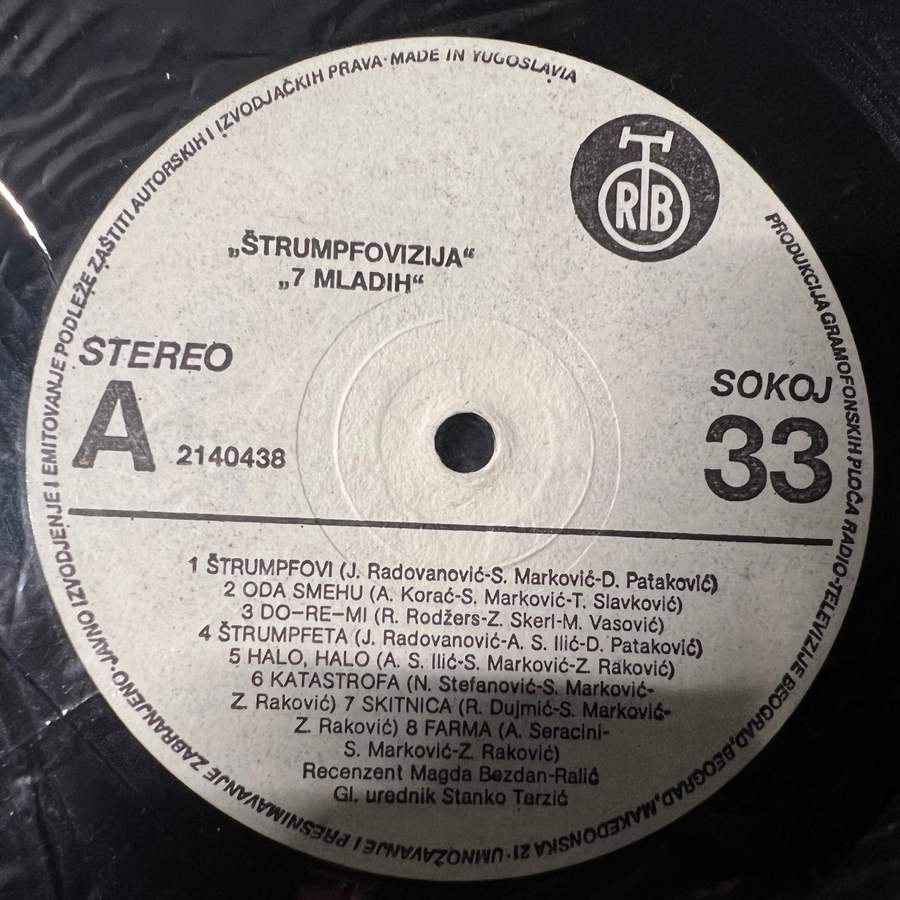 PRODUKCIJA GRAMOFONSKIH PLOČA RADIO-TELEVIZIJE BEOGRAD, BEOGRAD, MAKEDONSKA 21 · UMNOŽAVANJE I PRESNIMAVANJE ZABRANJENO · JAVNO IZVODJENJE I EMITOVANJE PODLEŽE ZAŠTITI AUTORSKIH I IZVODJAČKIH PRAVA · MADE IN YUGOSLAVIA
RTB
„ŠTRUMPFOVIZIJA“
„7 MLADIH“
STEREO
A 2140438
SOKOJ
33
1 ŠTRUMPFOVI (J. Radovanović-S. Marković-D. Pataković)
2 ODA SMEHU (A. Korać-S. Marković-T. Slavković)
3 DO—RE—MI (R. Rodžers-Z. Skerl-M. Vasović)
4 ŠTRUMPFETA (J. Radovanović-A. S. Ilić-D. Pataković)
5 HALO, HALO (A. S. Ilić-S. Marković-Z. Raković)
6 KATASTROFA (N. Stefanović-S. Marković-
Z. Raković) 7 SKITNICA (R. Dujmić-S. Marković-
Z. Raković) 8 FARMA (A. Seracini-
S. Marković-Z. Raković)
Recenzent Magda Bezdan-Ralić
Gl. urednik Stanko Terzić